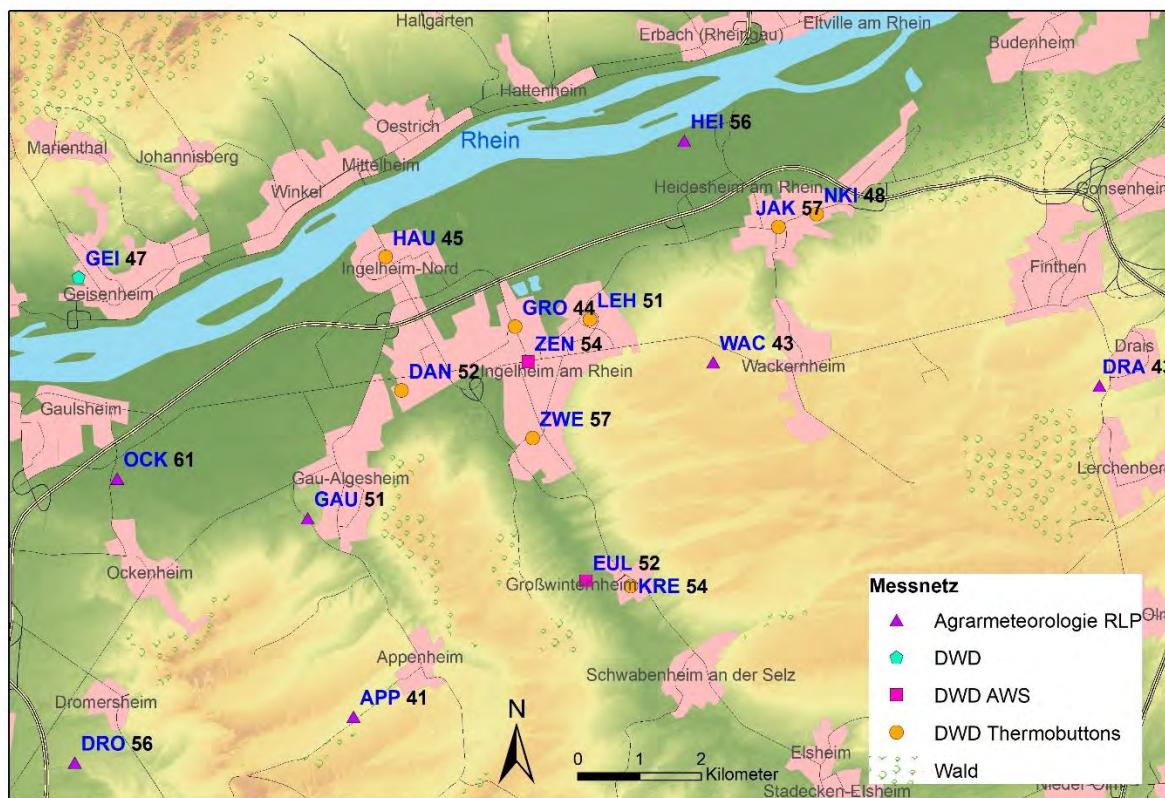 Hallgarten
Erbach (Rheingau)
Eltville am Rhein
Budenheim
Hattenheim
Oestrich
Rhein
HEI 56
Marienthal
Johannisberg
Mittelheim
Winkel
Heidesheim am Rhein
NKI 48
Gonsenheim
JAK 57
HAU 45
Ingelheim-Nord
GEI 47
Geisenheim
Finthen
GRO 44
LEH 51
ZEN 54
WAC 43
Drais
DAN 52
Ingelheim am Rhein
Wackernheim
DRA 43
Gaulsheim
ZWE 57
OCK 61
Gau-Algesheim
GAU 51
Lerchenberg
Ockenheim
EUL 52
Großwinternheim
KRE 54
Appenheim
Schwabenheim an der Selz
Dromersheim
APP 41
DRO 56
Elsheim
Stadecken-Elsheim
Nieder-Olm
N
0 1 2
Kilometer
Messnetz
Agrarmeteorologie RLP
DWD
DWD AWS
DWD Thermobuttons
Wald